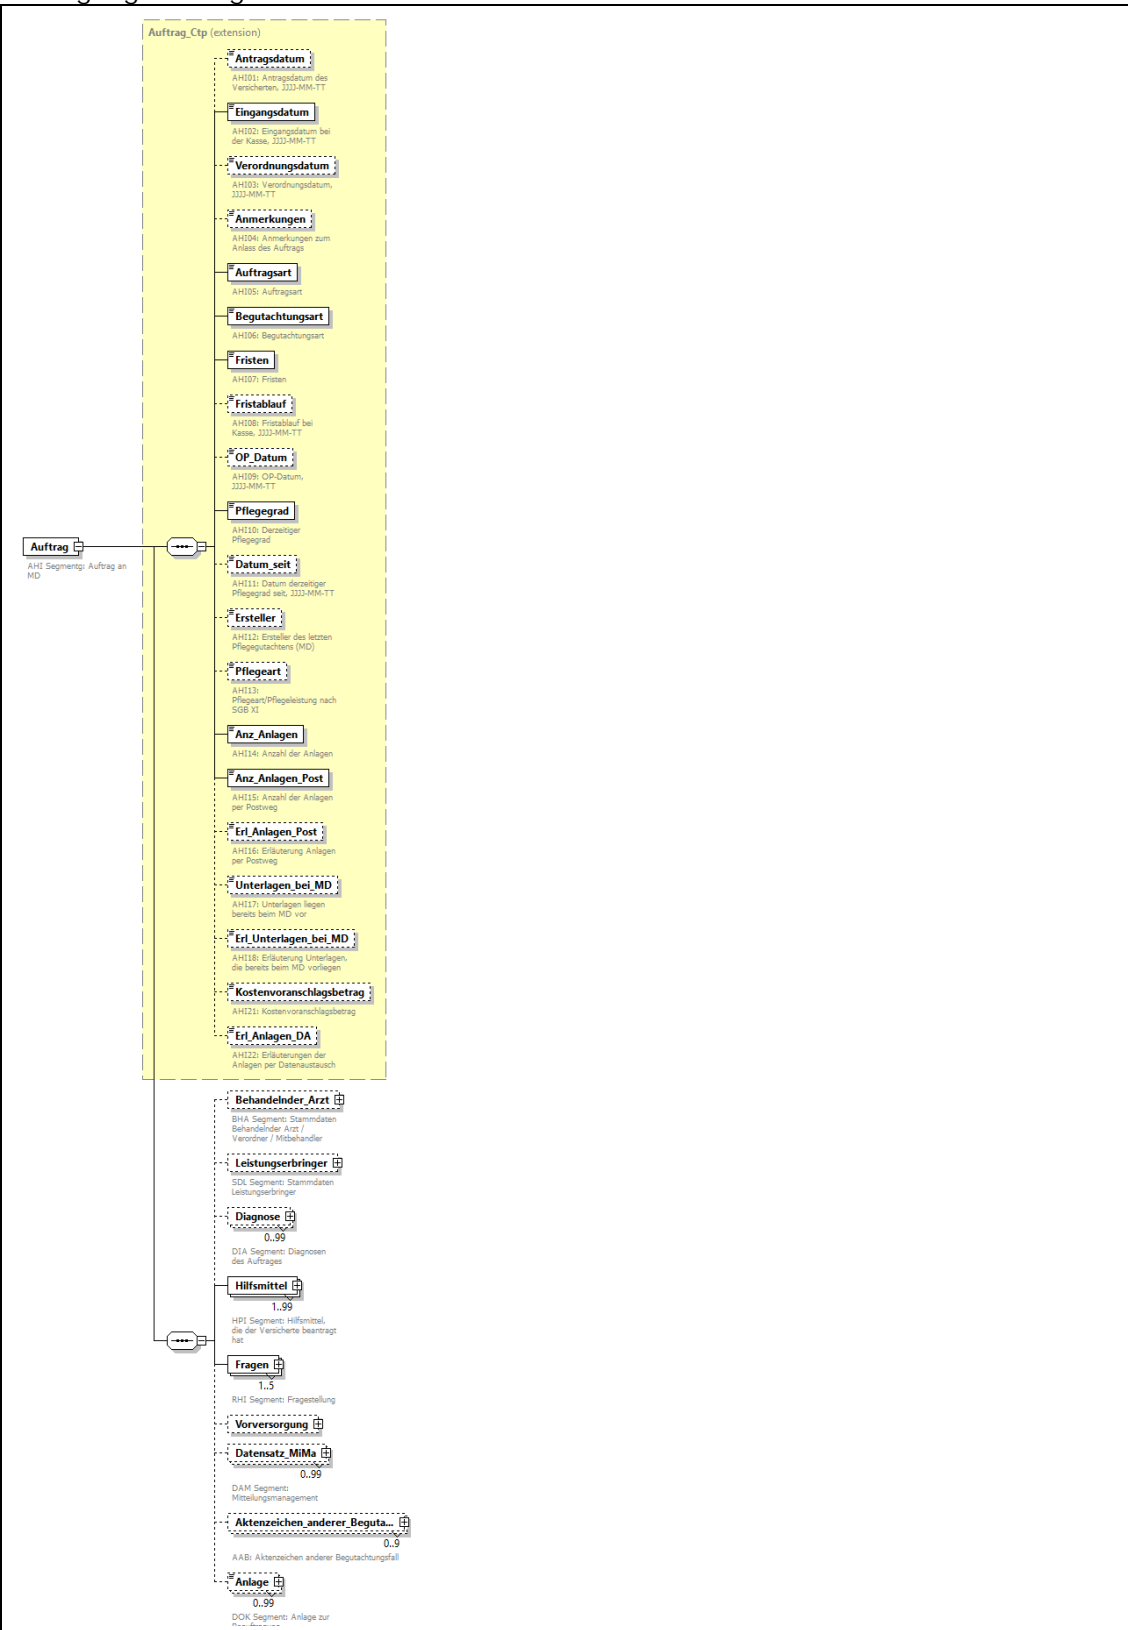 Auftrag_Ctp (extension)
Antragsdatum
AHI01: Antragsdatum des
Versicherten, JJJJ-MM-TT
Eingangsdatum
AHI02: Eingangsdatum bei
der Kasse, JJJJ-MM-TT
Verordnungsdatum
AHI03: Verordnungsdatum,
JJJJ-MM-TT
Anmerkungen
AHI04: Anmerkungen zum
Anlass des Auftrags
Auftragsart
AHI05: Auftragsart
Begutachtungsart
AHI06: Begutachtungsart
Fristen
AHI07: Fristen
Fristablauf
AHI08: Fristablauf bei
Kasse, JJJJ-MM-TT
OP_Datum
AHI09: OP-Datum,
JJJJ-MM-TT
Pflegegrad
AHI10: Derzeitiger
Pflegegrad
Auftrag
AHI Segmentg: Auftrag an
MD
Datum_seit
AHI11: Datum derzeitiger
Pflegegrad seit, JJJJ-MM-TT
Ersteller
AHI12: Ersteller des letzten
Pflegegutachtens (MD)
Pflegeart
AHI13:
Pflegeart/Pflegeleistung nach
SGB XI
Anz_Anlagen
AHI14: Anzahl der Anlagen
Anz_Anlagen_Post
AHI15: Anzahl der Anlagen
per Postweg
Erl_Anlagen_Post
AHI16: Erläuterung Anlagen
per Postweg
Unterlagen_bei_MD
AHI17: Unterlagen liegen
bereits beim MD vor
Erl_Unterlagen_bei_MD
AHI18: Erläuterung Unterlagen,
die bereits beim MD vorliegen
Kostenvoranschlagsbetrag
AHI21: Kostenvoranschlagsbetrag
Erl_Anlagen_DA
AHI22: Erläuterungen der
Anlagen per Datenaustausch
Behandelnder_Arzt
BHA Segment: Stammdaten
Behandelnder Arzt /
Verordner / Mitbehandler
Leistungserbringer
SDL Segment: Stammdaten
Leistungserbringer
Diagnose
0..99
DIA Segment: Diagnosen
des Auftrages
Hilfsmittel
1..99
HPI Segment: Hilfsmittel,
die der Versicherte beantragt
hat
Fragen
1..5
RHI Segment: Fragestellung
Vorversorgung
Datensatz_MiMa
0..99
DAM Segment:
Mitteilungsmanagement
Aktenzeichen_anderer_Beguta...
0..9
AAB: Aktenzeichen anderer Begutachtungsfall
Anlage
0..99
DOK Segment: Anlage zur